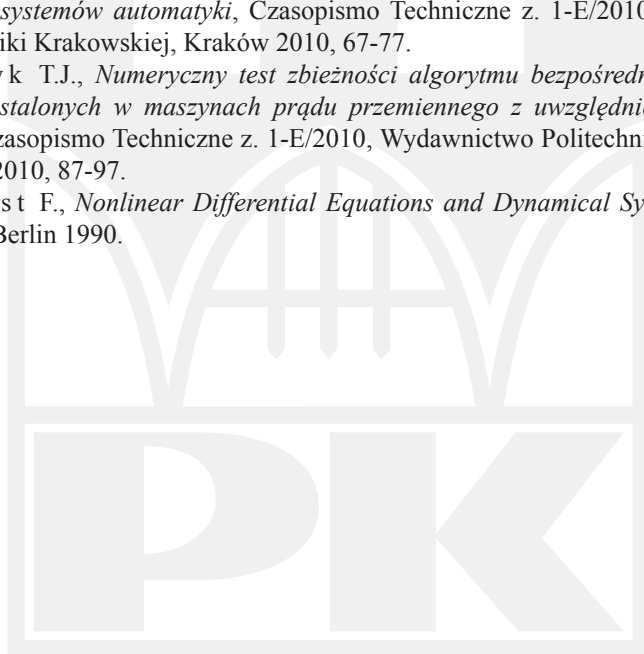 systemów automatyki, Czasopismo Techniczne z. 1-E/2010
iki Krakowskiej, Kraków 2010, 67-77.
y k T.J., Numeryczny test zbieżności algorytmu bezpośredn
stalonych w maszynach prądu przemiennego z uwzględni
zasopismo Techniczne z. 1-E/2010, Wydawnictwo Politechni
2010, 87-97.
s t F., Nonlinear Differential Equations and Dynamical Sy
Berlin 1990.
PK